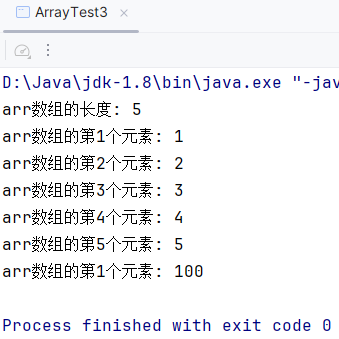 ArrayTest3
D:\Java\jdk-1.8\bin\java.exe "-jav
arr数组的长度: 5
arr数组的第1个元素: 1
arr数组的第2个元素: 2
arr数组的第3个元素: 3
arr数组的第4个元素: 4
arr数组的第5个元素: 5
arr数组的第1个元素: 100
Process finished with exit code 0